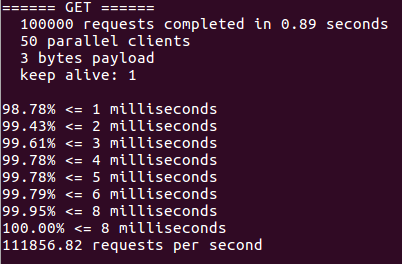 ====== GET ======
  100000 requests completed in 0.89 seconds
  50 parallel clients
  3 bytes payload
  keep alive: 1

98.78% <= 1 milliseconds
99.43% <= 2 milliseconds
99.61% <= 3 milliseconds
99.78% <= 4 milliseconds
99.78% <= 5 milliseconds
99.79% <= 6 milliseconds
99.95% <= 8 milliseconds
100.00% <= 8 milliseconds
111856.82 requests per second